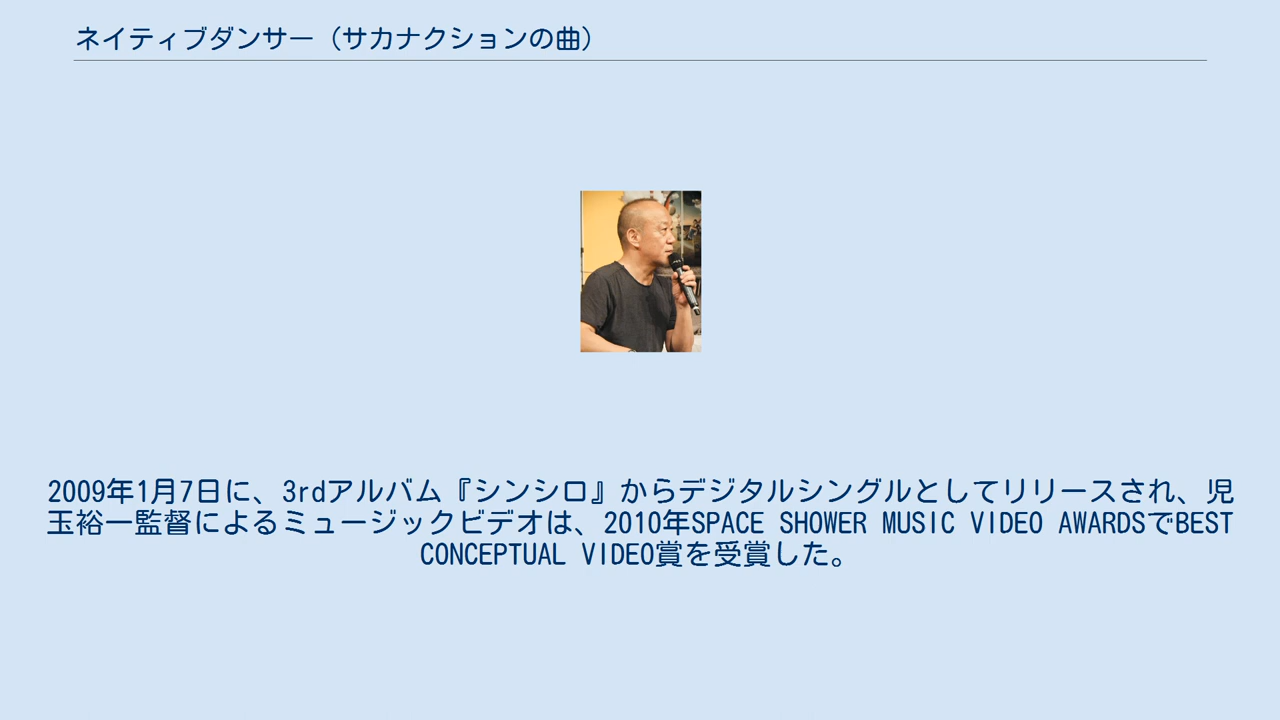 ネイティブダンサー（サカナクションの曲）
2009年1月7日に、3rdアルバム『シンシロ』からデジタルシングルとしてリリースされ、児
玉裕一監督によるミュージックビデオは、2010年SPACE SHOWER MUSIC VIDEO AWARDSでBEST
CONCEPTUAL VIDEO賞を受賞した。